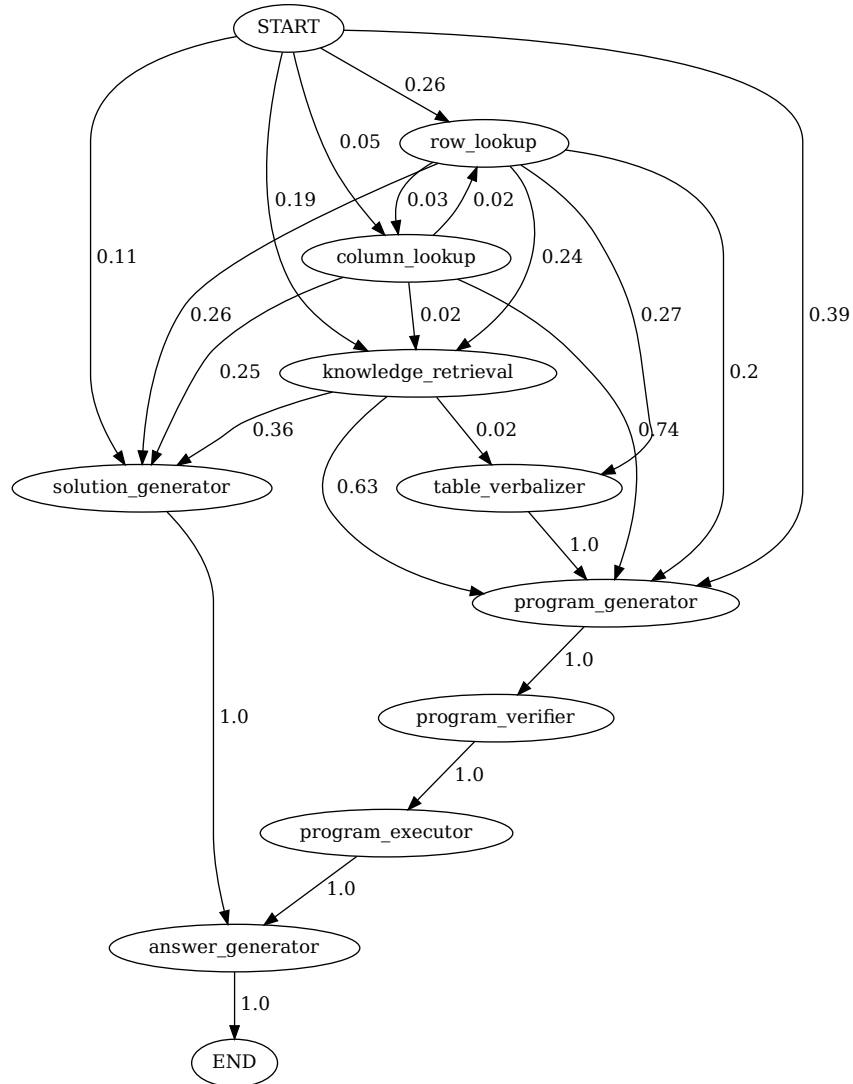 START
0.26
row_lookup
0.05
0.19
0.03
0.02
0.11
column_lookup
0.24
0.26
0.02
0.27
0.39
0.25
knowledge_retrieval
0.2
0.36
0.02
0.74
solution_generator
0.63
table_verbalizer
1.0
program_generator
1.0
program_verifier
1.0
1.0
program_executor
1.0
answer_generator
1.0
END